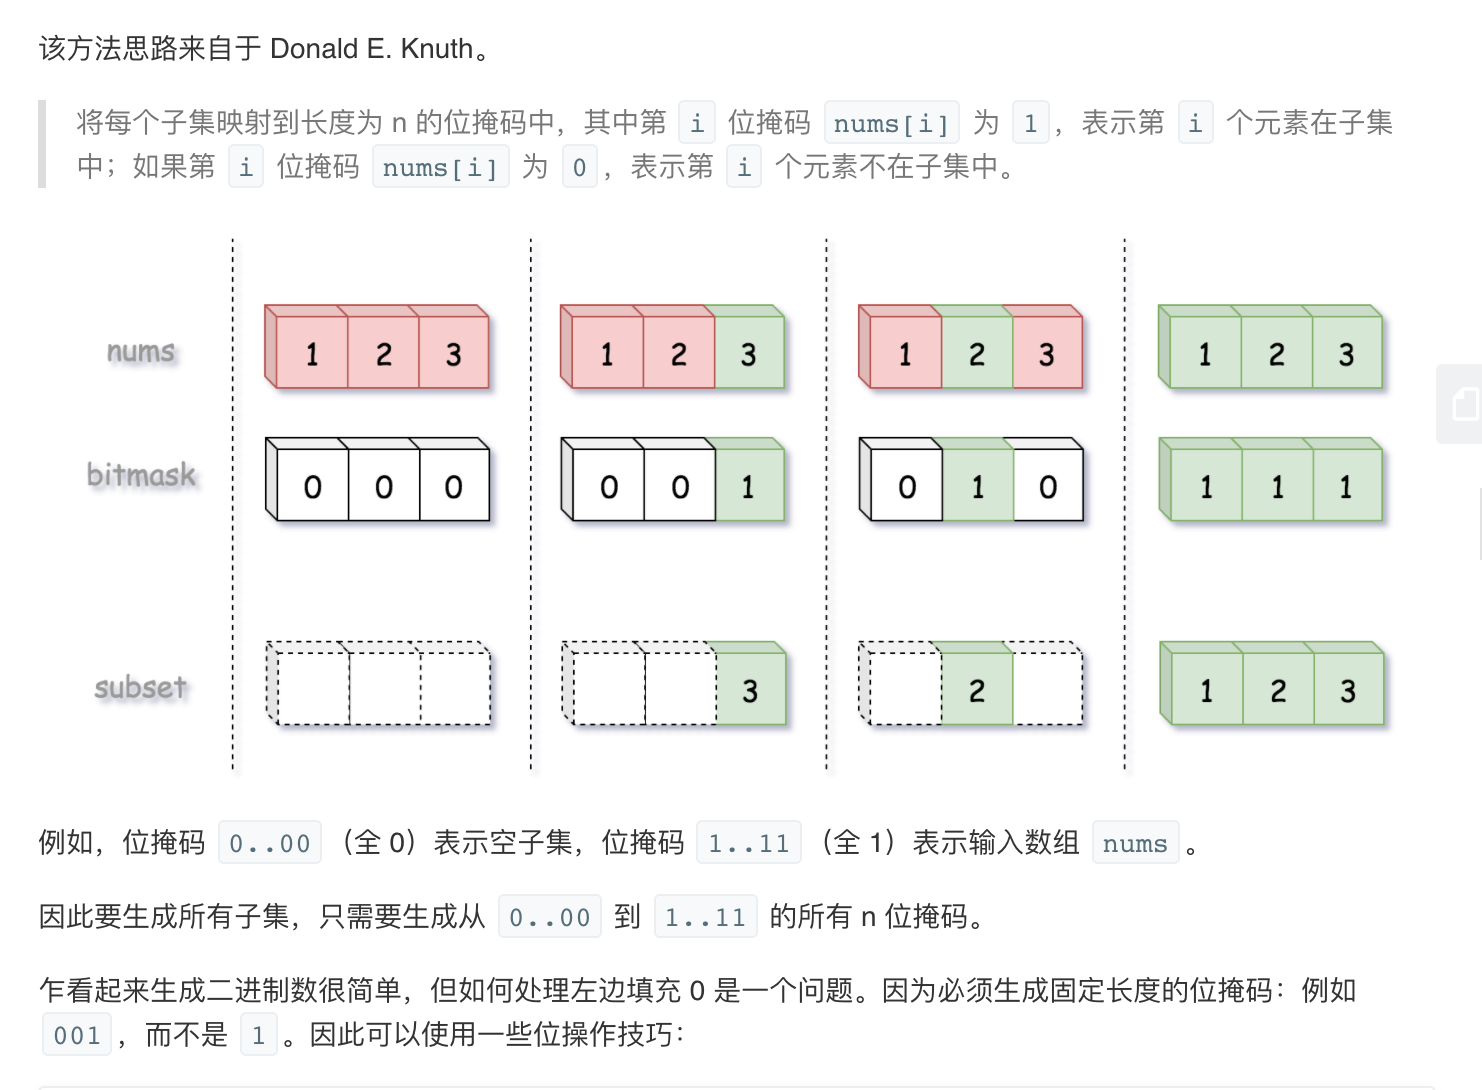 该方法思路来自于 Donald E. Knuth。
将每个子集映射到长度为 n 的位掩码中，其中第 i 位掩码 nums[i] 为 1，表示第 i 个元素在子集
中；如果第 i 位掩码 nums[i] 为 0，表示第 i 个元素不在子集中。
nums 1 2 3 1 2 3 1 2 3 1 2 3
bitmask 0 0 0 0 0 1 0 1 0 1 1 1
subset 3 2 1 2 3
例如，位掩码 0..00 （全 0）表示空子集，位掩码 1..11 （全 1）表示输入数组 nums 。
因此要生成所有子集，只需要生成从 0..00 到 1..11 的所有 n 位掩码。
乍看起来生成二进制数很简单，但如何处理左边填充 0 是一个问题。因为必须生成固定长度的位掩码：例如
001 ，而不是 1 。因此可以使用一些位操作技巧：